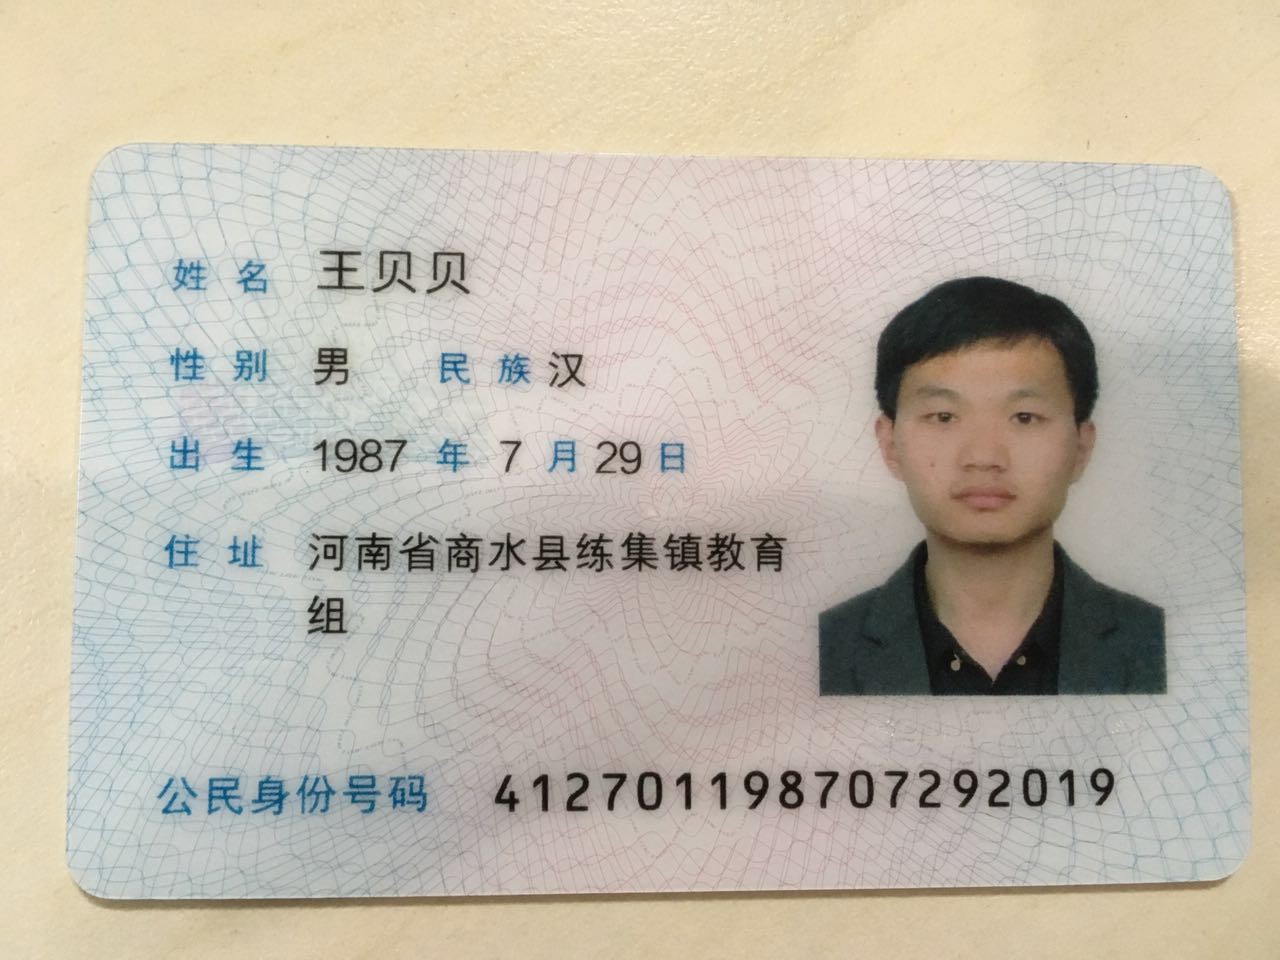 姓名 王贝贝
性别 男 民族 汉
出生 1987 年 7 月 29 日
住址 河南省商水县练集镇教育
组
公民身份号码 412701198707292019